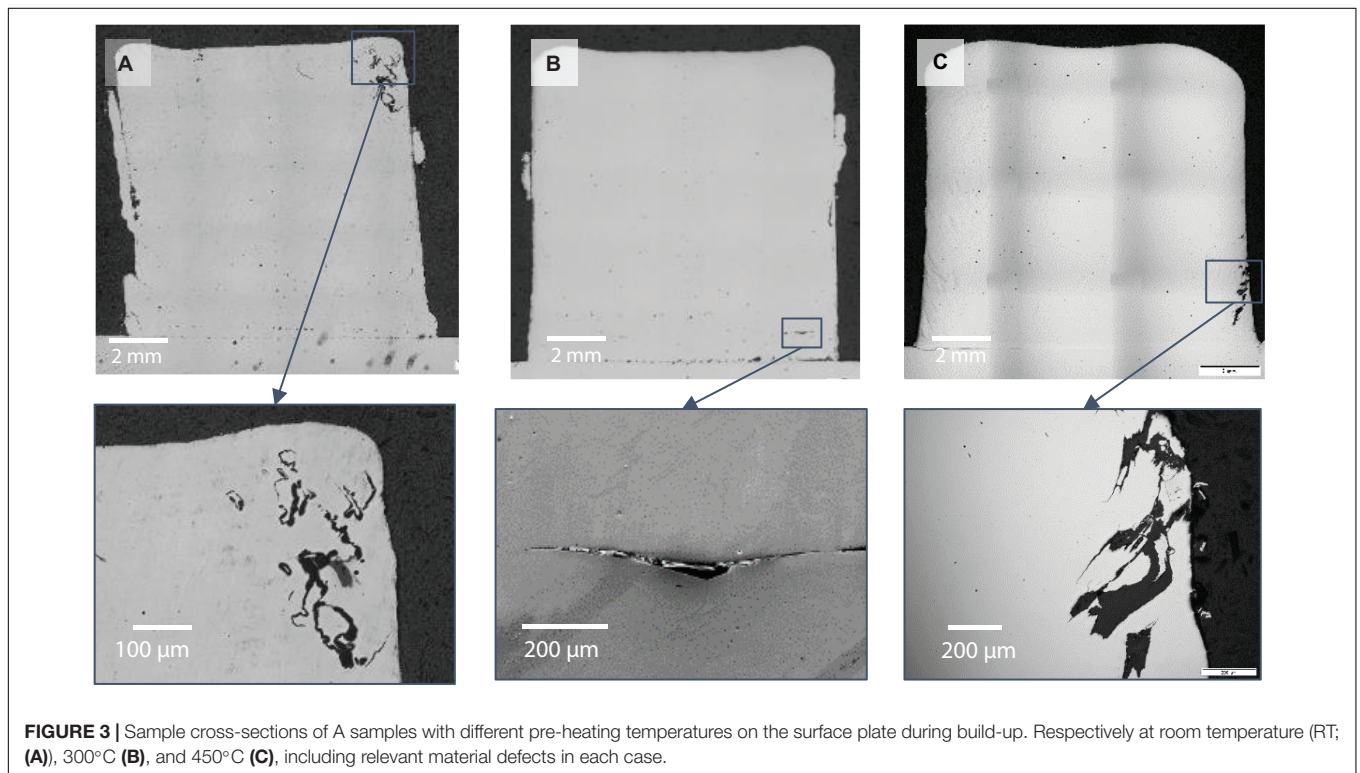 A
B
C
2 mm
2 mm
2 mm
100 µm
200 µm
200 µm
FIGURE 3 | Sample cross-sections of A samples with different pre-heating temperatures on the surface plate during build-up. Respectively at room temperature (RT;
(A)), 300°C (B), and 450°C (C), including relevant material defects in each case.